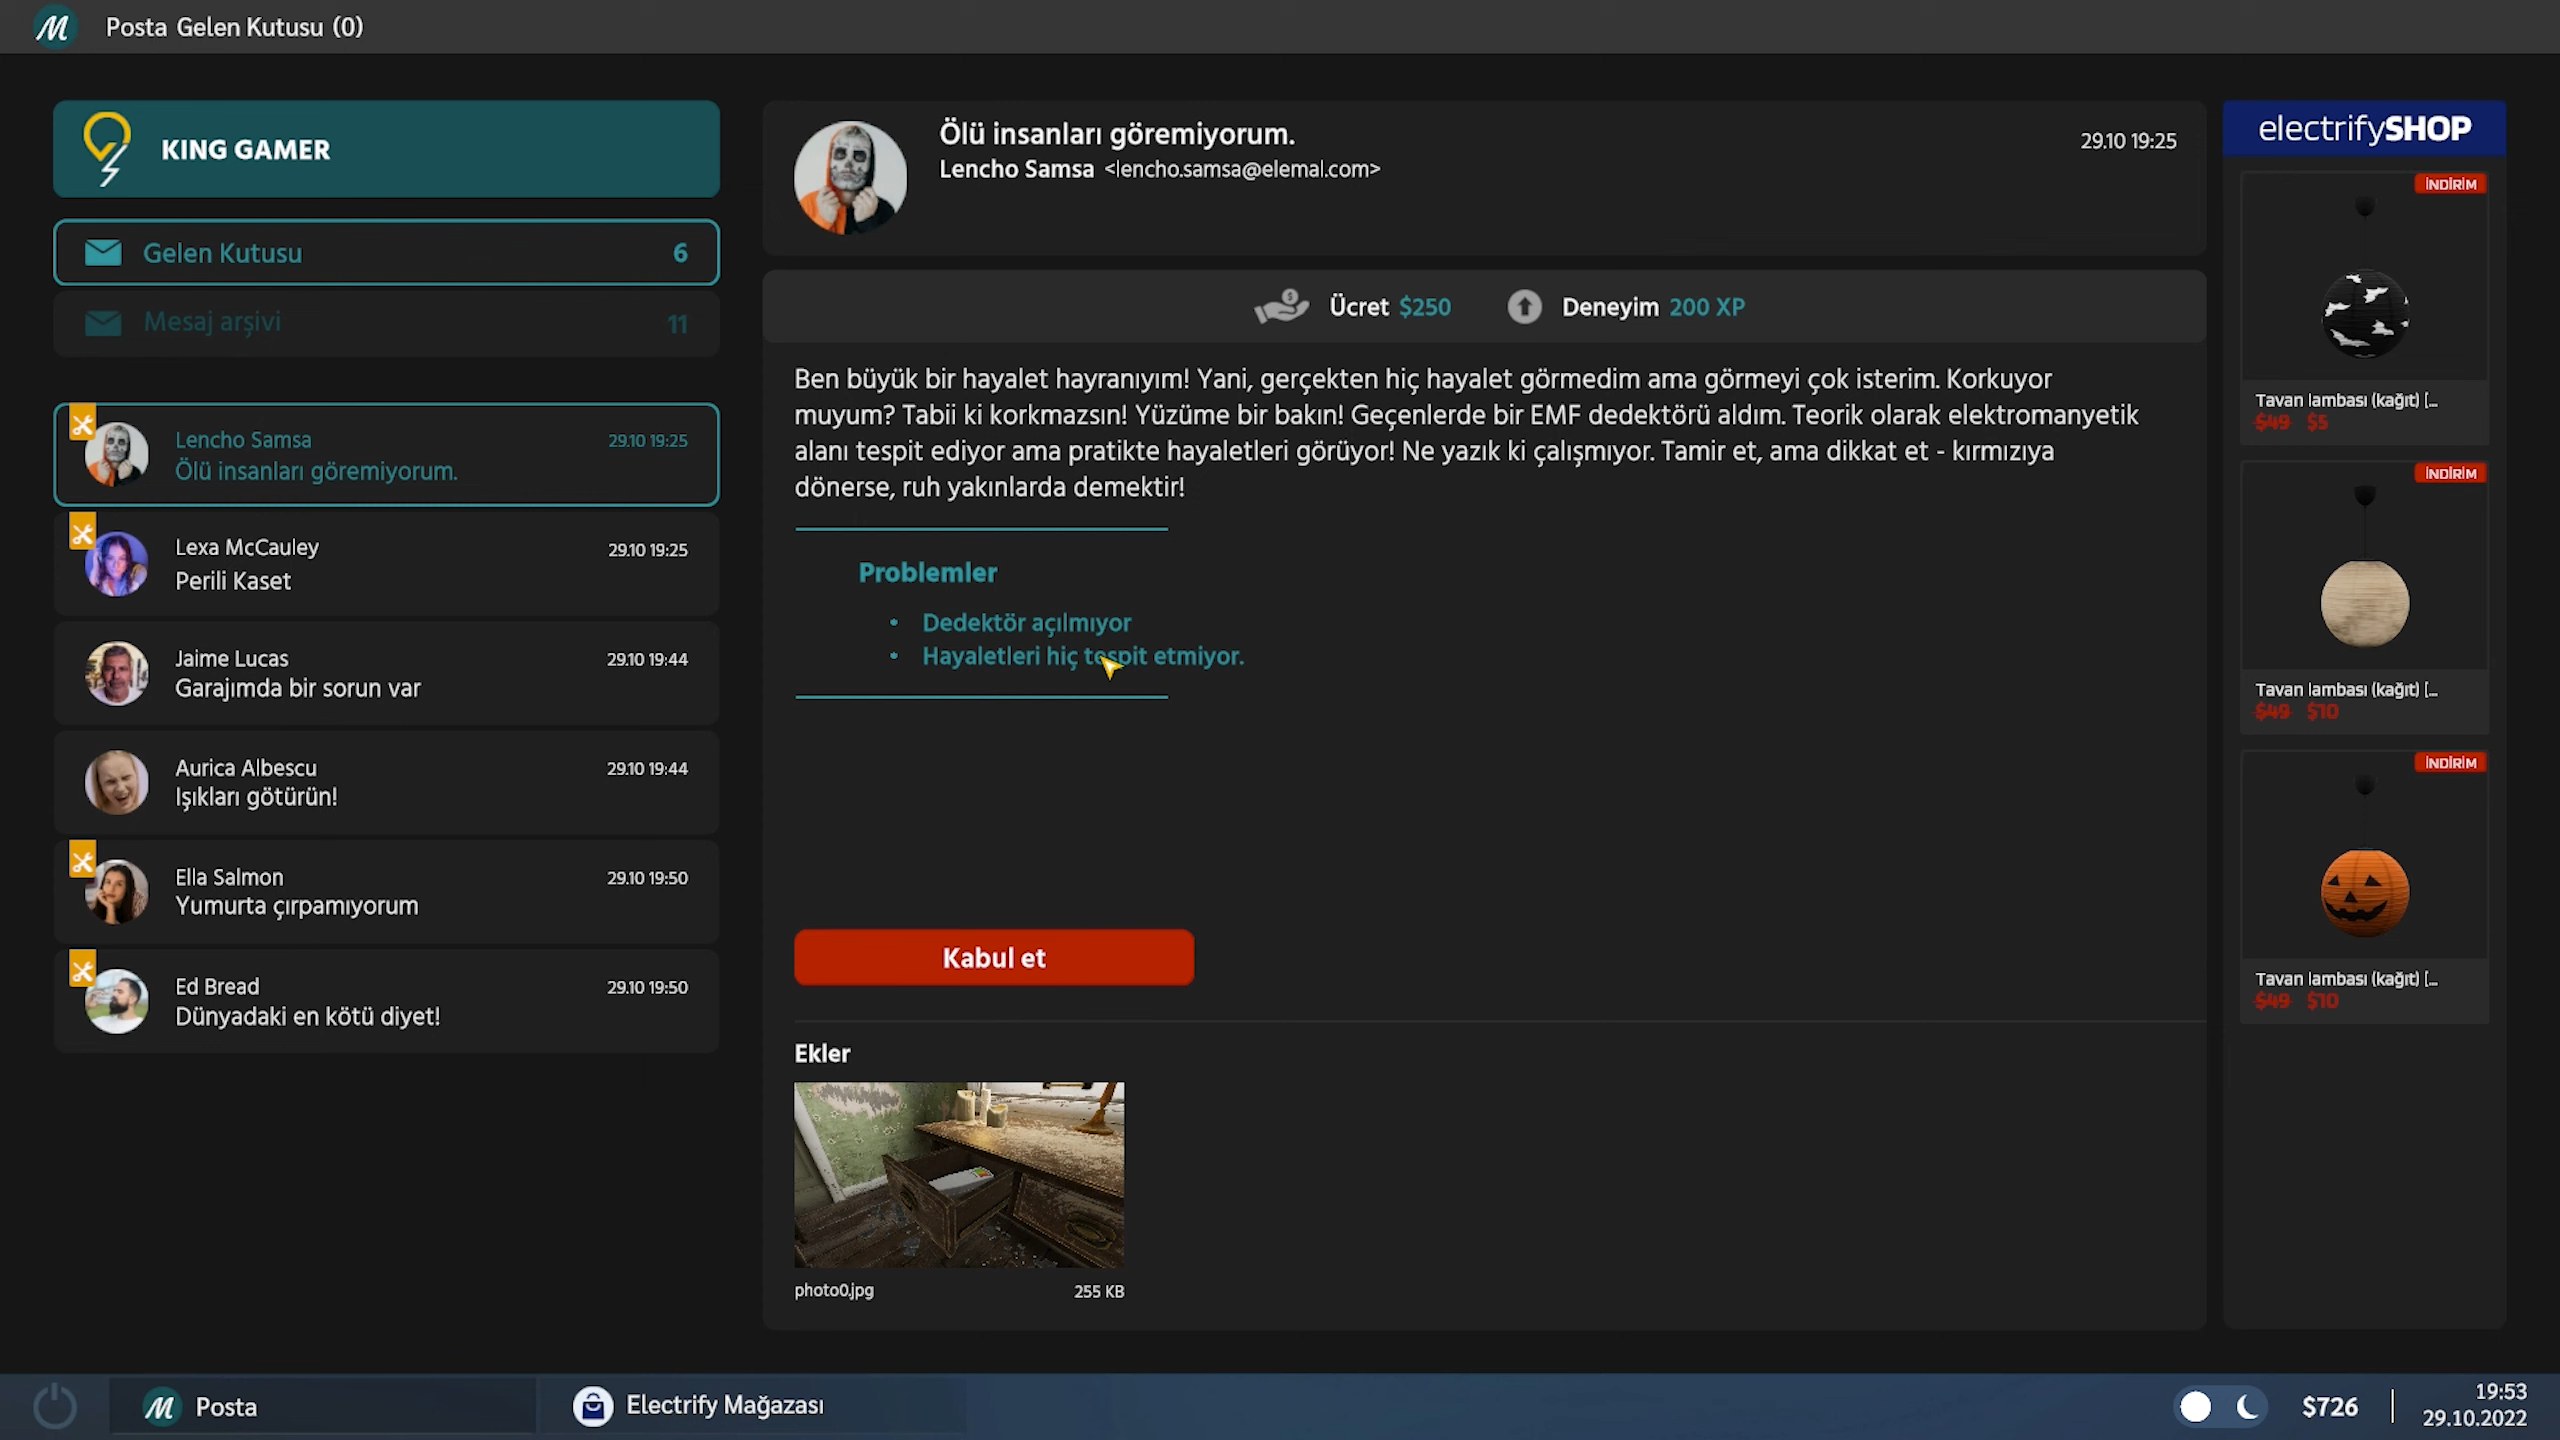 Posta Gelen Kutusu (0)
KING GAMER
Gelen Kutusu 6
Mesaj arşivi 11
Lencho Samsa 29.10 19:25
Ölü insanları göremiyorum.
Lexa McCauley 29.10 19:25
Perili Kaset
Jaime Lucas 29.10 19:44
Garajımda bir sorun var
Aurica Albescu 29.10 19:44
Işıkları götürün!
Ella Salmon 29.10 19:50
Yumurta çırpamıyorum
Ed Bread 29.10 19:50
Dünyadaki en kötü diyet!
Ölü insanları göremiyorum.
Lencho Samsa <lencho.samsa@elemal.com>
29.10 19:25
Ücret $250 Deneyim 200 XP
Ben büyük bir hayalet hayranıyım! Yani, gerçekten hiç hayalet görmedim ama görmeyi çok isterim. Korkuyor
muyum? Tabii ki korkmazsın! Yüzüme bir bakın! Geçenlerde bir EMF dedektörü aldım. Teorik olarak elektromanyetik
alanı tespit ediyor ama pratikte hayaletleri görüyor! Ne yazık ki çalışmıyor. Tamir et, ama dikkat et - kırmızıya
dönerse, ruh yakınlarda demektir!
Problemler
• Dedektör açılmıyor
• Hayaletleri hiç tespit etmiyor.
Kabul et
Ekler
photo0.jpg 255 KB
electrifySHOP
İNDİRİM
Tavan lambası (kağıt) [...
$49 $5
İNDİRİM
Tavan lambası (kağıt) [...
$49 $10
İNDİRİM
Tavan lambası (kağıt) [...
$49 $10
Posta
Electrify Mağazası
$726
19:53
29.10.2022